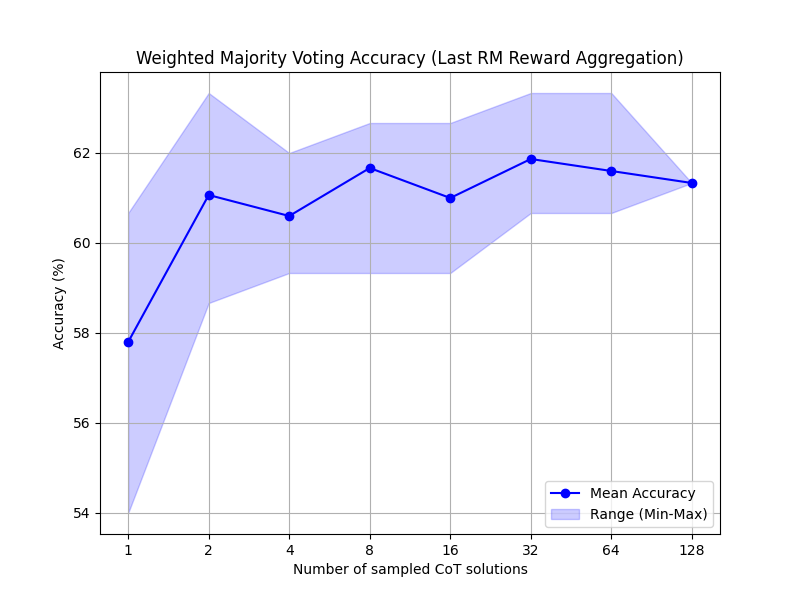 Weighted Majority Voting Accuracy (Last RM Reward Aggregation)
Accuracy (%)
62
60
58
56
54
Mean Accuracy
Range (Min-Max)
1 2 4 8 16 32 64 128
Number of sampled CoT solutions